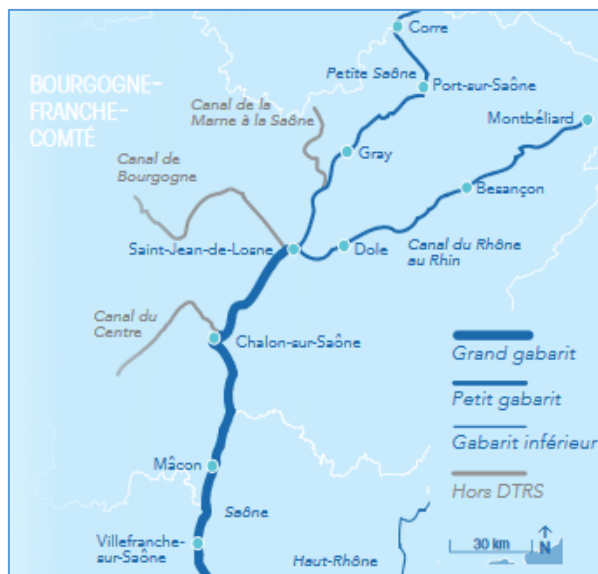 Corre
Petite Saône
Port-sur-Saône
BOURGOGNE-
FRANCHE-
COMTÉ
Canal de la
Marne à la Saône
Montbéliard
Gray
Canal de
Bourgogne
Besançon
Saint-Jean-de-Losne
Dole
Canal du Rhône
au Rhin
Canal du
Centre
Chalon-sur-Saône
Grand gabarit
Petit gabarit
Gabarit inférieur
Mâcon
Hors DTRS
Saône
Villefranche-
sur-Saône
Haut-Rhône
30 km
N